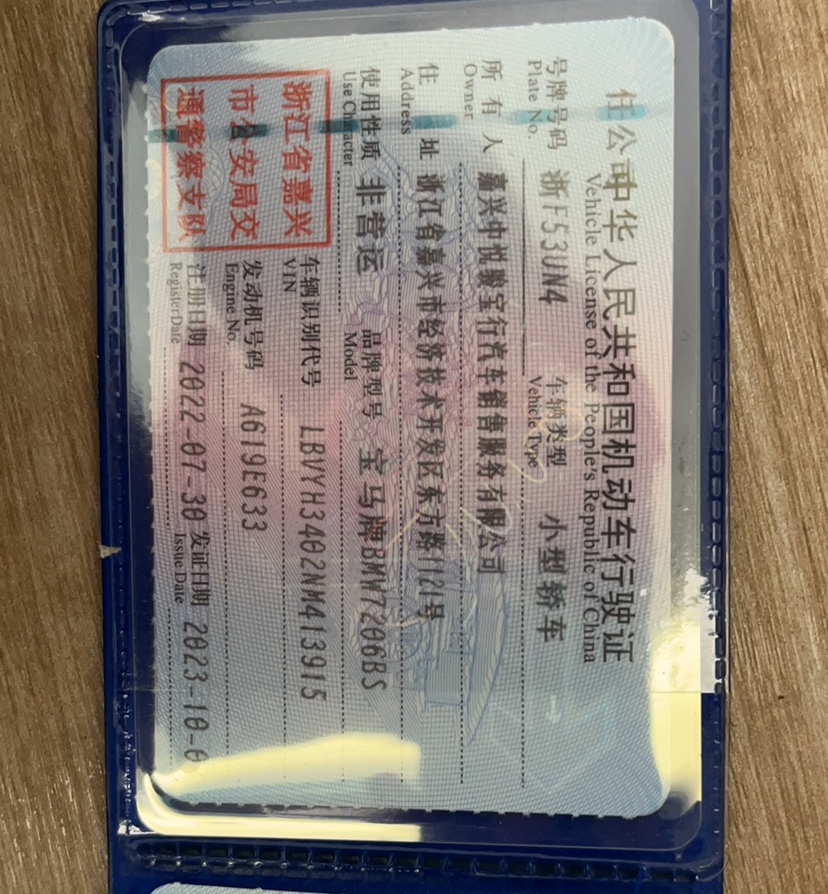 任公司
中华人民共和国机动车行驶证
Vehicle License of the People's Republic of China
号牌号码 浙F53UN4 车辆类型 小型轿车
Plate No. Vehicle Type
所有人 嘉兴中悦骏宝行汽车销售服务有限公司
Owner
住址 浙江省嘉兴市经济技术开发区东方路1121号
Address
使用性质 非营运 品牌型号 宝马牌BMW7206BS
Use Character Model
浙江省嘉兴
市公安局交
通警察支队
车辆识别代号 LBVYH3402NM413915
VIN
发动机号码 A619E633
Engine No.
注册日期 2022-07-30 发证日期 2023-10-0
Register Date Issue Date